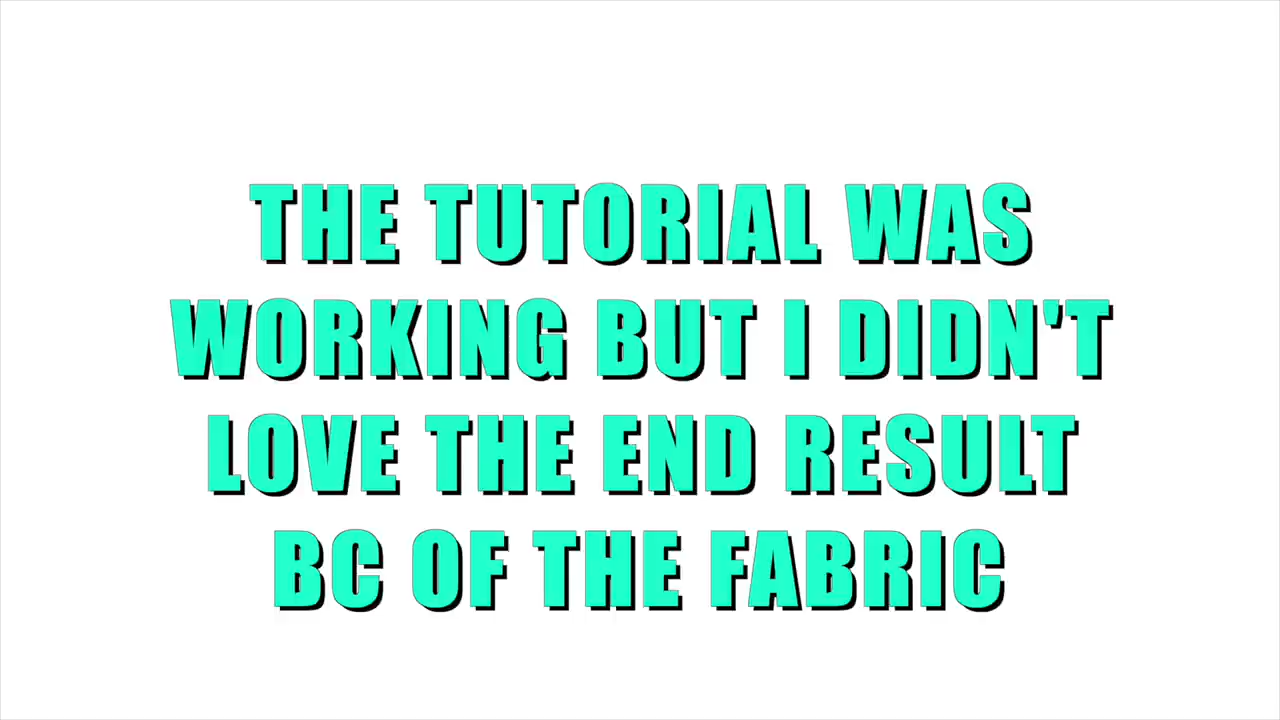 THE TUTORIAL WAS
WORKING BUT I DIDN'T
LOVE THE END RESULT
BC OF THE FABRIC